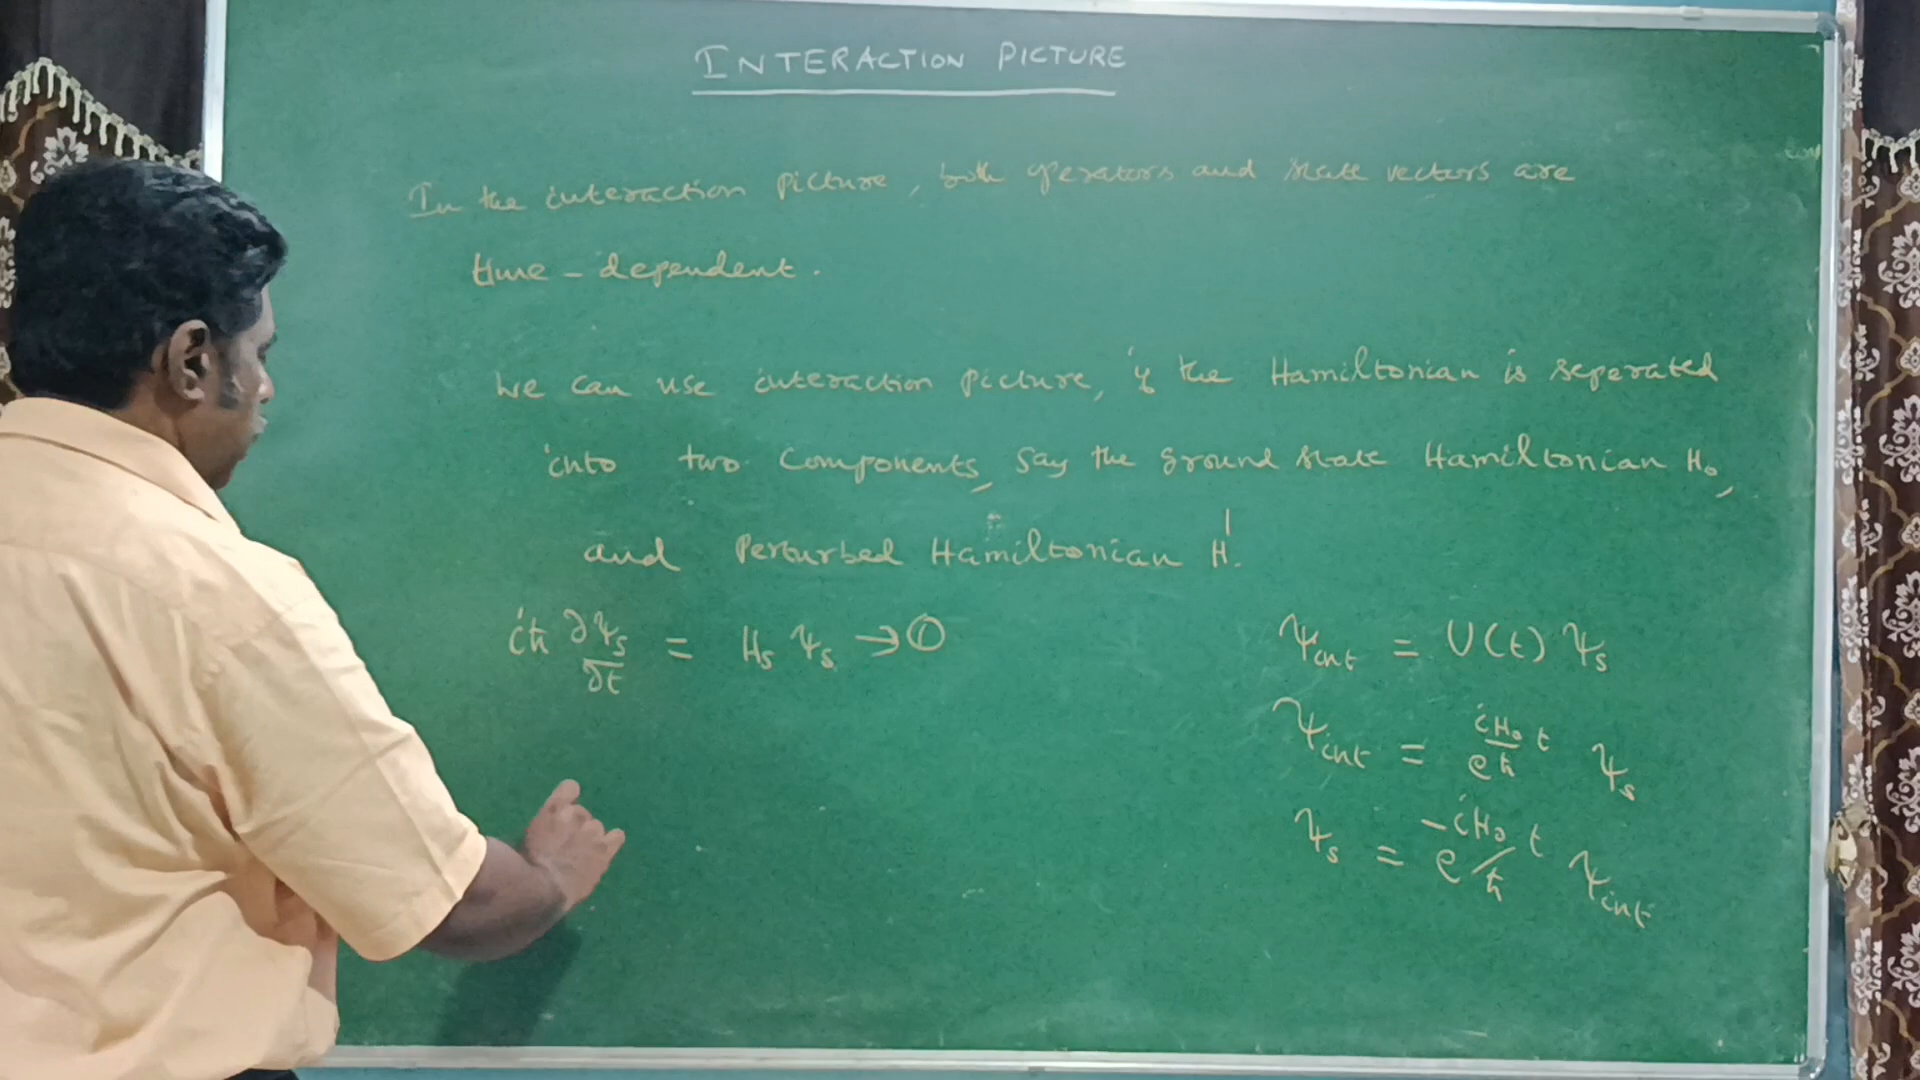 INTERACTION PICTURE
In the interaction picture, both operators and state vectors are
time - dependent.
we can use interaction picture, if the Hamiltonian is seperated
into two components, say the ground state Hamiltonian H₀,
and Perturbed Hamiltonian H'.
iħ ∂Ψs/∂t = Hs Ψs → ①
Ψint = U(t) Ψs
Ψint = e^(iH₀/ħ t) Ψs
Ψs = e^(-iH₀/ħ t) Ψint